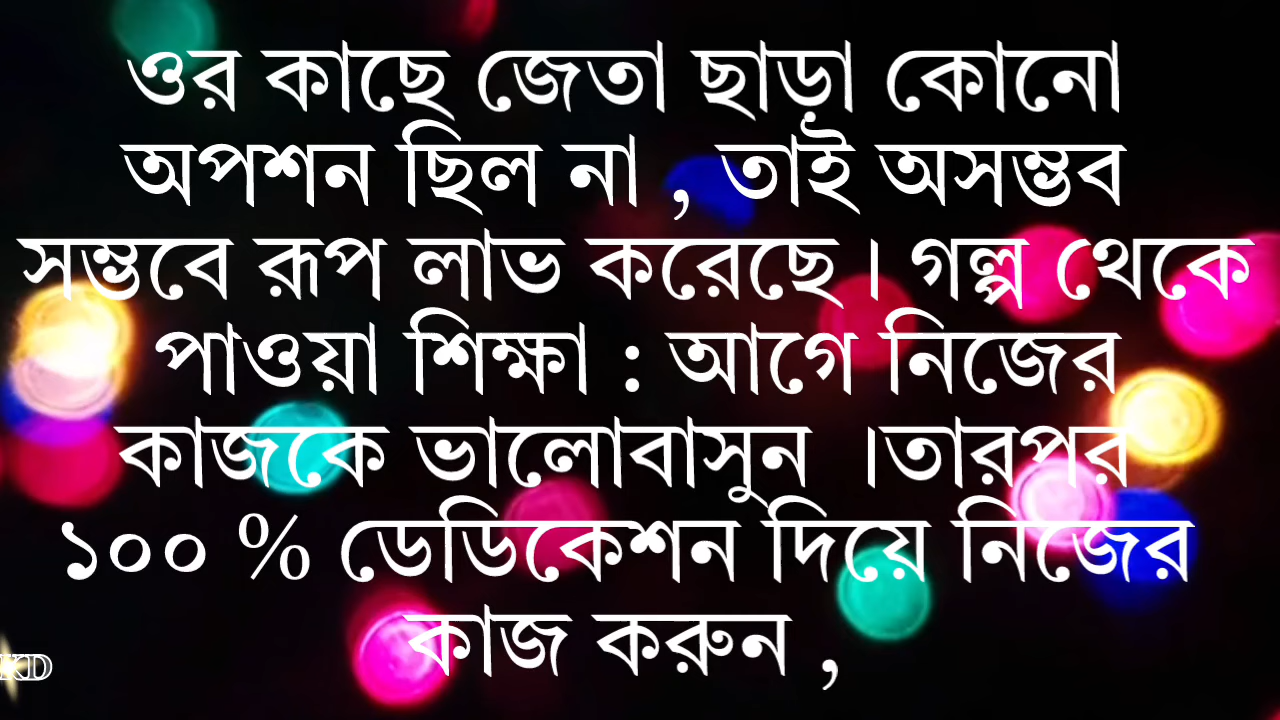 ওর কাছে জেতা ছাড়া কোনো
অপশন ছিল না , তাই অসম্ভব
সম্ভবে রূপ লাভ করেছে। গল্প থেকে
পাওয়া শিক্ষা : আগে নিজের
কাজকে ভালোবাসুন ।তারপর
১০০ % ডেডিকেশন দিয়ে নিজের
কাজ করুন ,